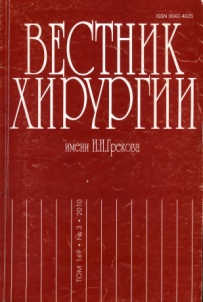 ISSN 0042-4625
ВЕСТНИК
ХИРУРГИИ
имени И.И.Грекова
ТОМ 169 • № 3 • 2010